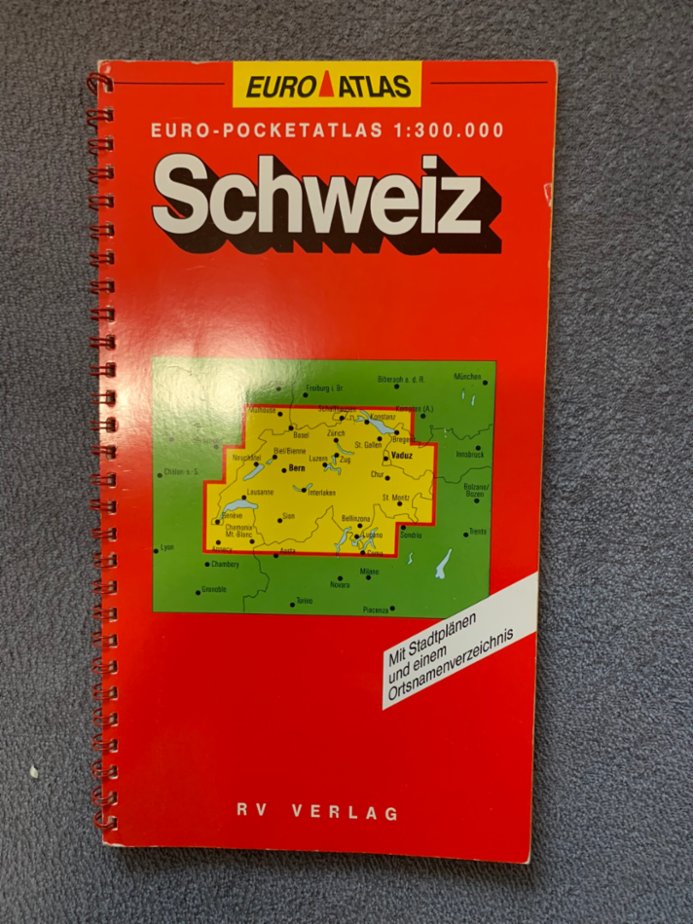 EURO ATLAS
EURO-POCKETATLAS 1:300.000
Schweiz
München
Biberach a. d. R.
Freiburg i. Br.
Mulhouse
Schaffhausen
Konstanz
Kempten (A.)
Basel
Zürich
St. Gallen
Bregenz
Biel/Bienne
Luzern
Zug
Vaduz
Innsbruck
Neuchâtel
Bern
Chur
Châlon-s.-S.
Lausanne
Interlaken
St. Moritz
Bolzano/
Bozen
Genève
Sion
Bellinzona
Chamonix
Mt. Blanc
Lugano
Sondrio
Trento
Lyon
Annecy
Aosta
Como
Chambery
Milano
Grenoble
Novara
Torino
Piacenza
Mit Stadtplänen
und einem
Ortsnamenverzeichnis
RV VERLAG